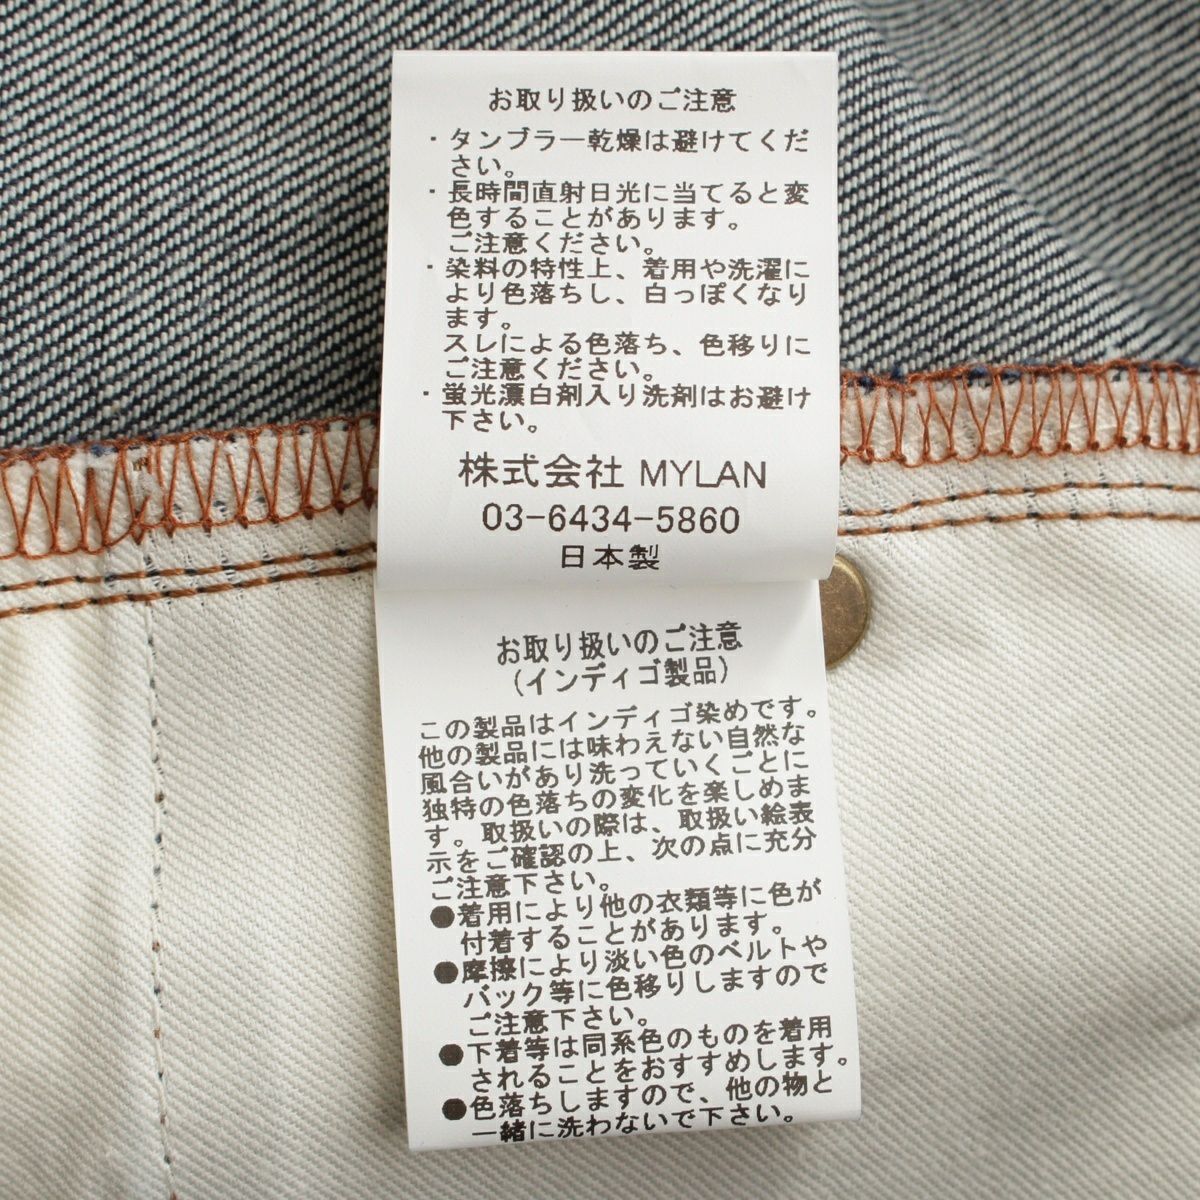 お取り扱いのご注意
・タンブラー乾燥は避けてくだ
さい。
・長時間直射日光に当てると変
色することがあります。
ご注意ください。
・染料の特性上、着用や洗濯に
より色落ちし、白っぽくなり
ます。
スレによる色落ち、色移りに
ご注意ください。
・蛍光漂白剤入り洗剤はお避け
下さい。
株式会社 MYLAN
03-6434-5860
日本製
お取り扱いのご注意
(インディゴ製品)
この製品はインディゴ染めです。
他の製品には味わえない自然な
風合いがあり洗っていくごとに
独特の色落ちの変化を楽しめま
す。取扱いの際は、取扱い絵表
示をご確認の上、次の点に充分
ご注意下さい。
●着用により他の衣類等に色が
付着することがあります。
●摩擦により淡い色のベルトや
バック等に色移りしますので
ご注意下さい。
●下着等は同系色のものを着用
されることをおすすめします。
●色落ちしますので、他の物と
一緒に洗わないで下さい。